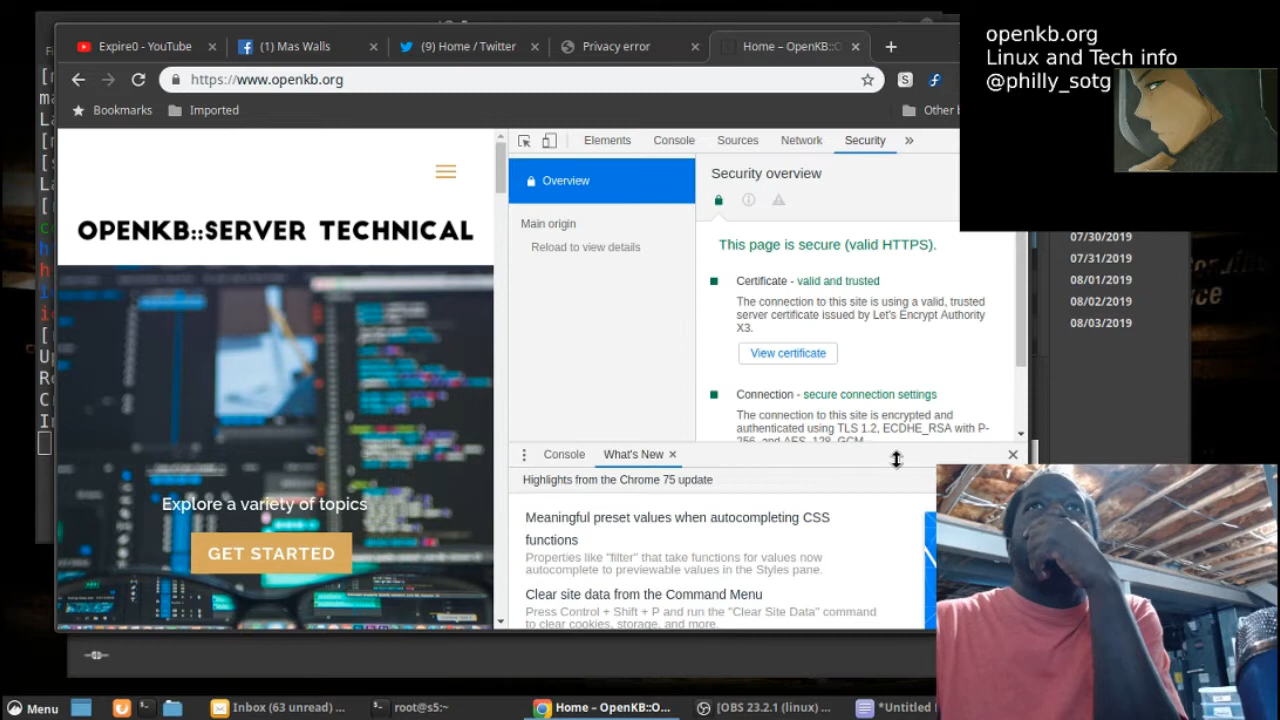 openkb.org
Linux and Tech info
@philly_sotg
Expire0 - YouTube
(1) Mas Walls
(9) Home / Twitter
Privacy error
Home – OpenKB::
https://www.openkb.org
Bookmarks
Imported
Other
Elements
Console
Sources
Network
Security
OPENKB::SERVER TECHNICAL
Explore a variety of topics
GET STARTED
Overview
Main origin
Reload to view details
Security overview
This page is secure (valid HTTPS).
Certificate - valid and trusted
The connection to this site is using a valid, trusted
server certificate issued by Let's Encrypt Authority
X3.
View certificate
Connection - secure connection settings
The connection to this site is encrypted and
authenticated using TLS 1.2, ECDHE_RSA with P-
256, and AES_128_GCM.
Console
What's New
Highlights from the Chrome 75 update
Meaningful preset values when autocompleting CSS
functions
Properties like "filter" that take functions for values now
autocomplete to previewable values in the Styles pane.
Clear site data from the Command Menu
Press Control + Shift + P and run the "Clear Site Data" command
to clear cookies, storage, and more.
07/30/2019
07/31/2019
08/01/2019
08/02/2019
08/03/2019
Menu
Inbox (63 unread) ...
root@s5:~
Home – OpenKB::O...
[OBS 23.2.1 (linux) ...
*Untitled